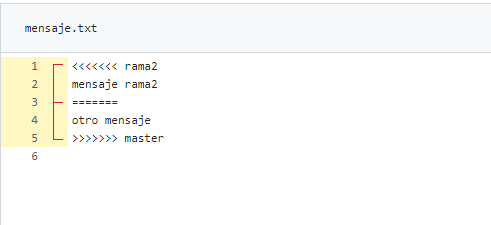 mensaje.txt
1 <<<<<<< rama2
2 mensaje rama2
3 =======
4 otro mensaje
5 >>>>>>> master
6